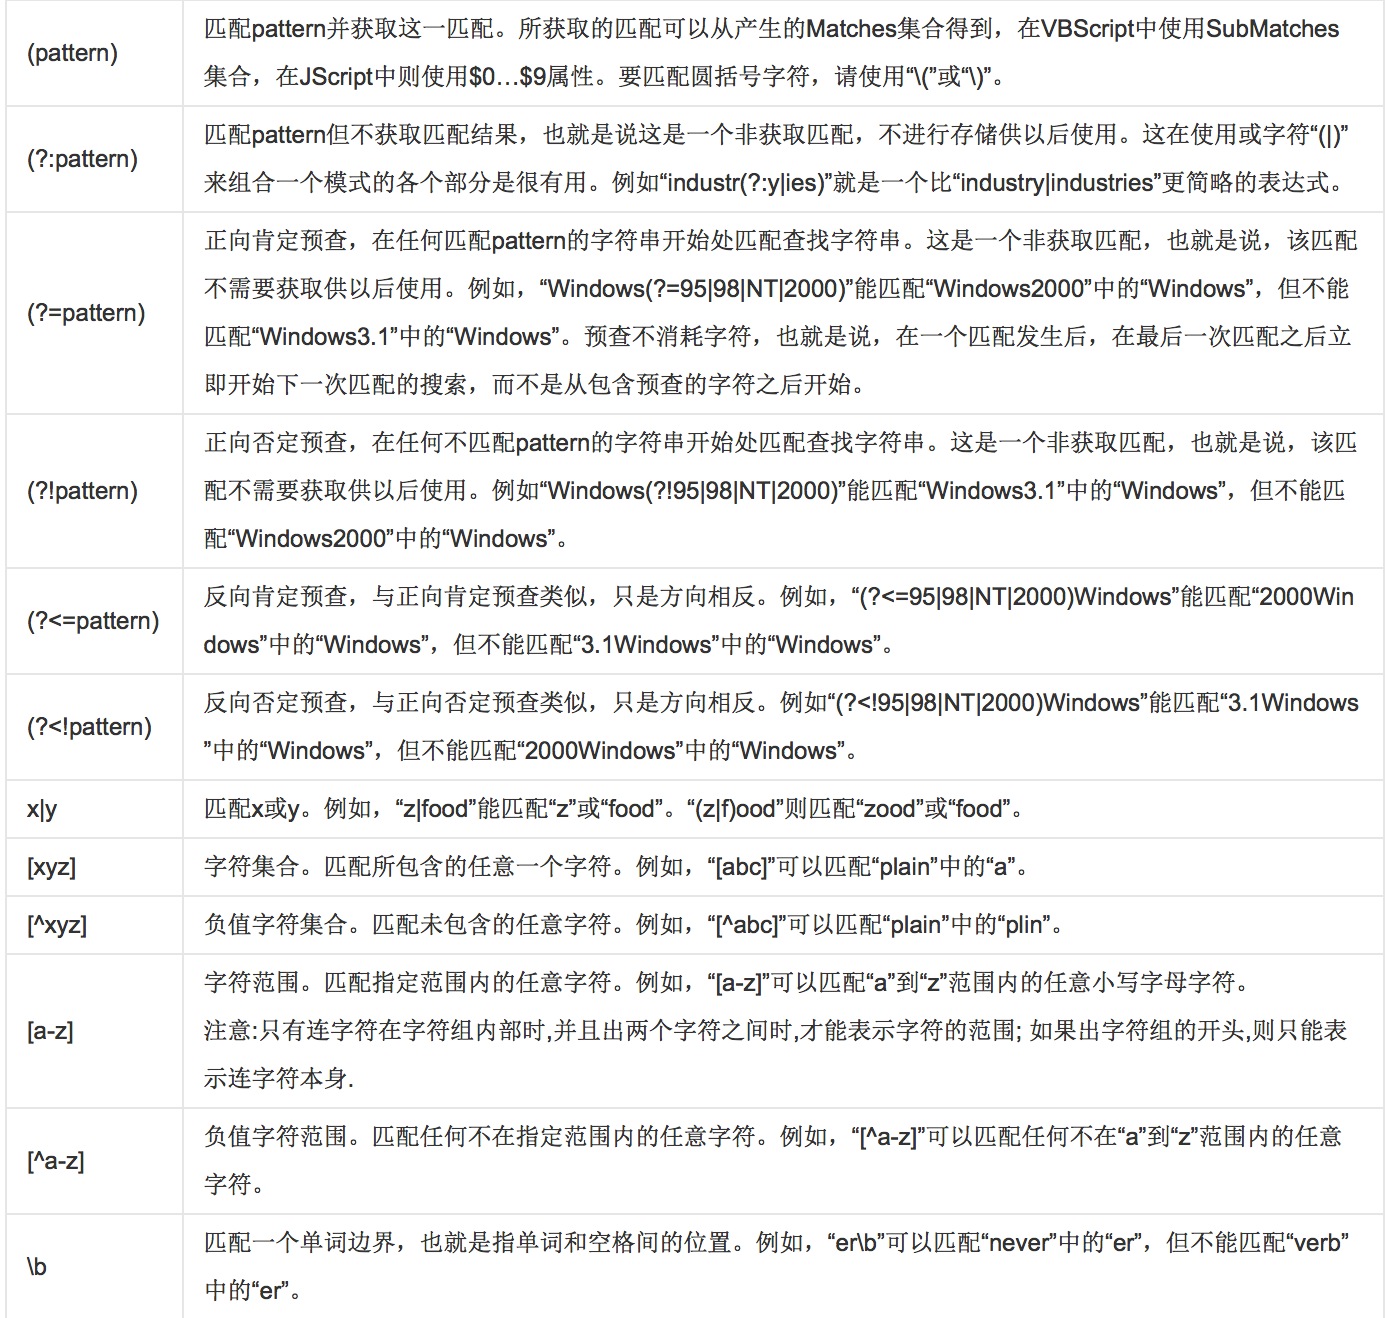 (pattern)
匹配pattern并获取这一匹配。所获取的匹配可以从产生的Matches集合得到，在VBScript中使用SubMatches
集合，在JScript中则使用$0…$9属性。要匹配圆括号字符，请使用“\(”或“\)”。
(?:pattern)
匹配pattern但不获取匹配结果，也就是说这是一个非获取匹配，不进行存储供以后使用。这在使用或字符“(|)”
来组合一个模式的各个部分是很有用。例如“industr(?:y|ies)”就是一个比“industry|industries”更简略的表达式。
(?=pattern)
正向肯定预查，在任何匹配pattern的字符串开始处匹配查找字符串。这是一个非获取匹配，也就是说，该匹配
不需要获取供以后使用。例如，“Windows(?=95|98|NT|2000)”能匹配“Windows2000”中的“Windows”，但不能
匹配“Windows3.1”中的“Windows”。预查不消耗字符，也就是说，在一个匹配发生后，在最后一次匹配之后立
即开始下一次匹配的搜索，而不是从包含预查的字符之后开始。
(?!pattern)
正向否定预查，在任何不匹配pattern的字符串开始处匹配查找字符串。这是一个非获取匹配，也就是说，该匹
配不需要获取供以后使用。例如“Windows(?!95|98|NT|2000)”能匹配“Windows3.1”中的“Windows”，但不能匹
配“Windows2000”中的“Windows”。
(?<=pattern)
反向肯定预查，与正向肯定预查类似，只是方向相反。例如，“(?<=95|98|NT|2000)Windows”能匹配“2000Win
dows”中的“Windows”，但不能匹配“3.1Windows”中的“Windows”。
(?<!pattern)
反向否定预查，与正向否定预查类似，只是方向相反。例如“(?<!95|98|NT|2000)Windows”能匹配“3.1Windows
”中的“Windows”，但不能匹配“2000Windows”中的“Windows”。
x|y
匹配x或y。例如，“z|food”能匹配“z”或“food”。“(z|f)ood”则匹配“zood”或“food”。
[xyz]
字符集合。匹配所包含的任意一个字符。例如，“[abc]”可以匹配“plain”中的“a”。
[^xyz]
负值字符集合。匹配未包含的任意字符。例如，“[^abc]”可以匹配“plain”中的“plin”。
[a-z]
字符范围。匹配指定范围内的任意字符。例如，“[a-z]”可以匹配“a”到“z”范围内的任意小写字母字符。
注意:只有连字符在字符组内部时,并且出两个字符之间时,才能表示字符的范围; 如果出字符组的开头,则只能表
示连字符本身.
[^a-z]
负值字符范围。匹配任何不在指定范围内的任意字符。例如，“[^a-z]”可以匹配任何不在“a”到“z”范围内的任意
字符。
\b
匹配一个单词边界，也就是指单词和空格间的位置。例如，“er\b”可以匹配“never”中的“er”，但不能匹配“verb”
中的“er”。